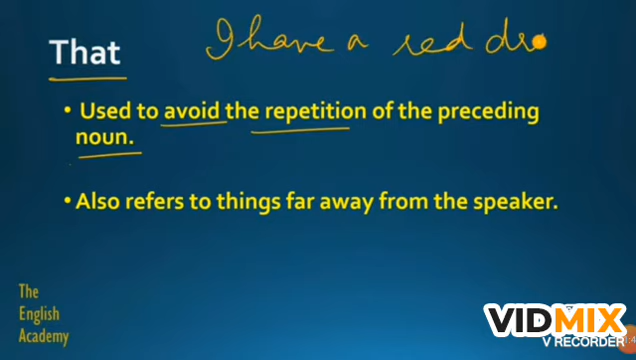 That
I have a red dre
• Used to avoid the repetition of the preceding
noun.
• Also refers to things far away from the speaker.
The
English
Academy
VIDMIX
V RECORDER